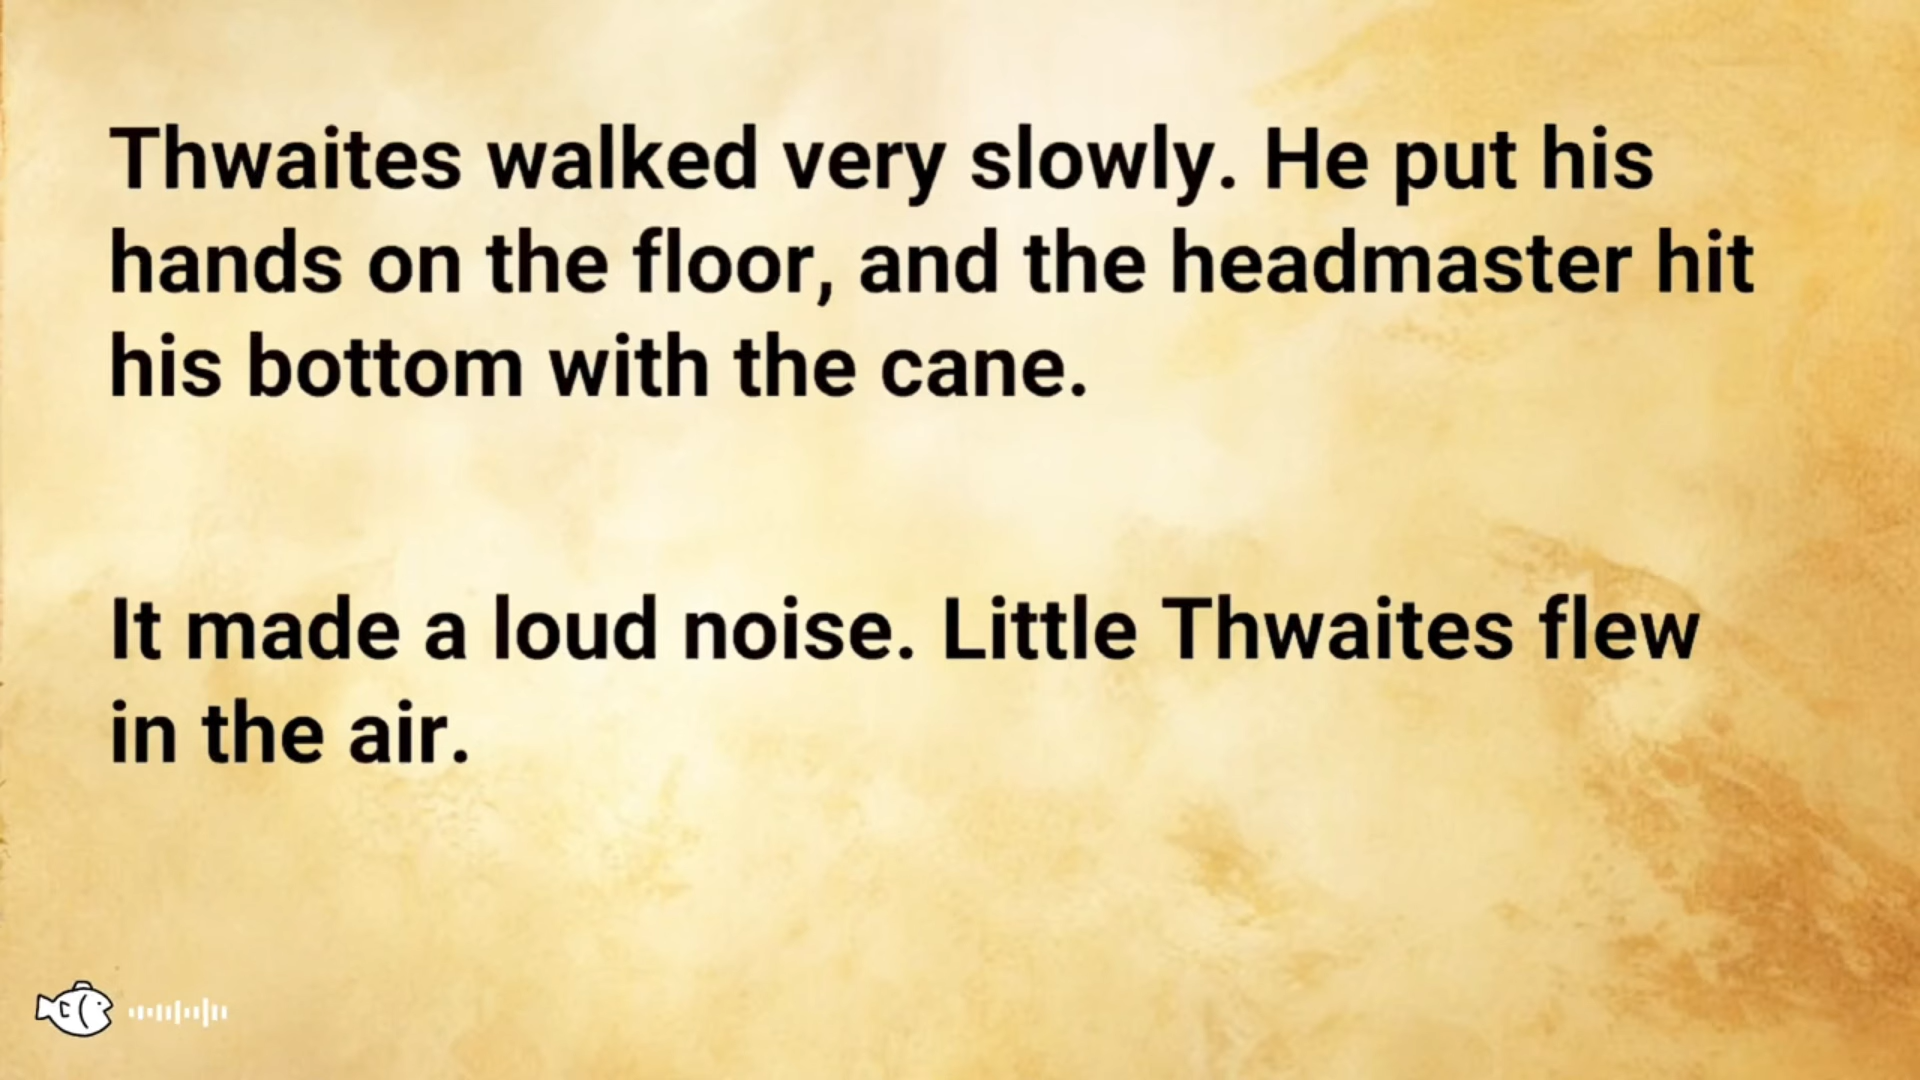 Thwaites walked very slowly. He put his
hands on the floor, and the headmaster hit
his bottom with the cane.
It made a loud noise. Little Thwaites flew
in the air.